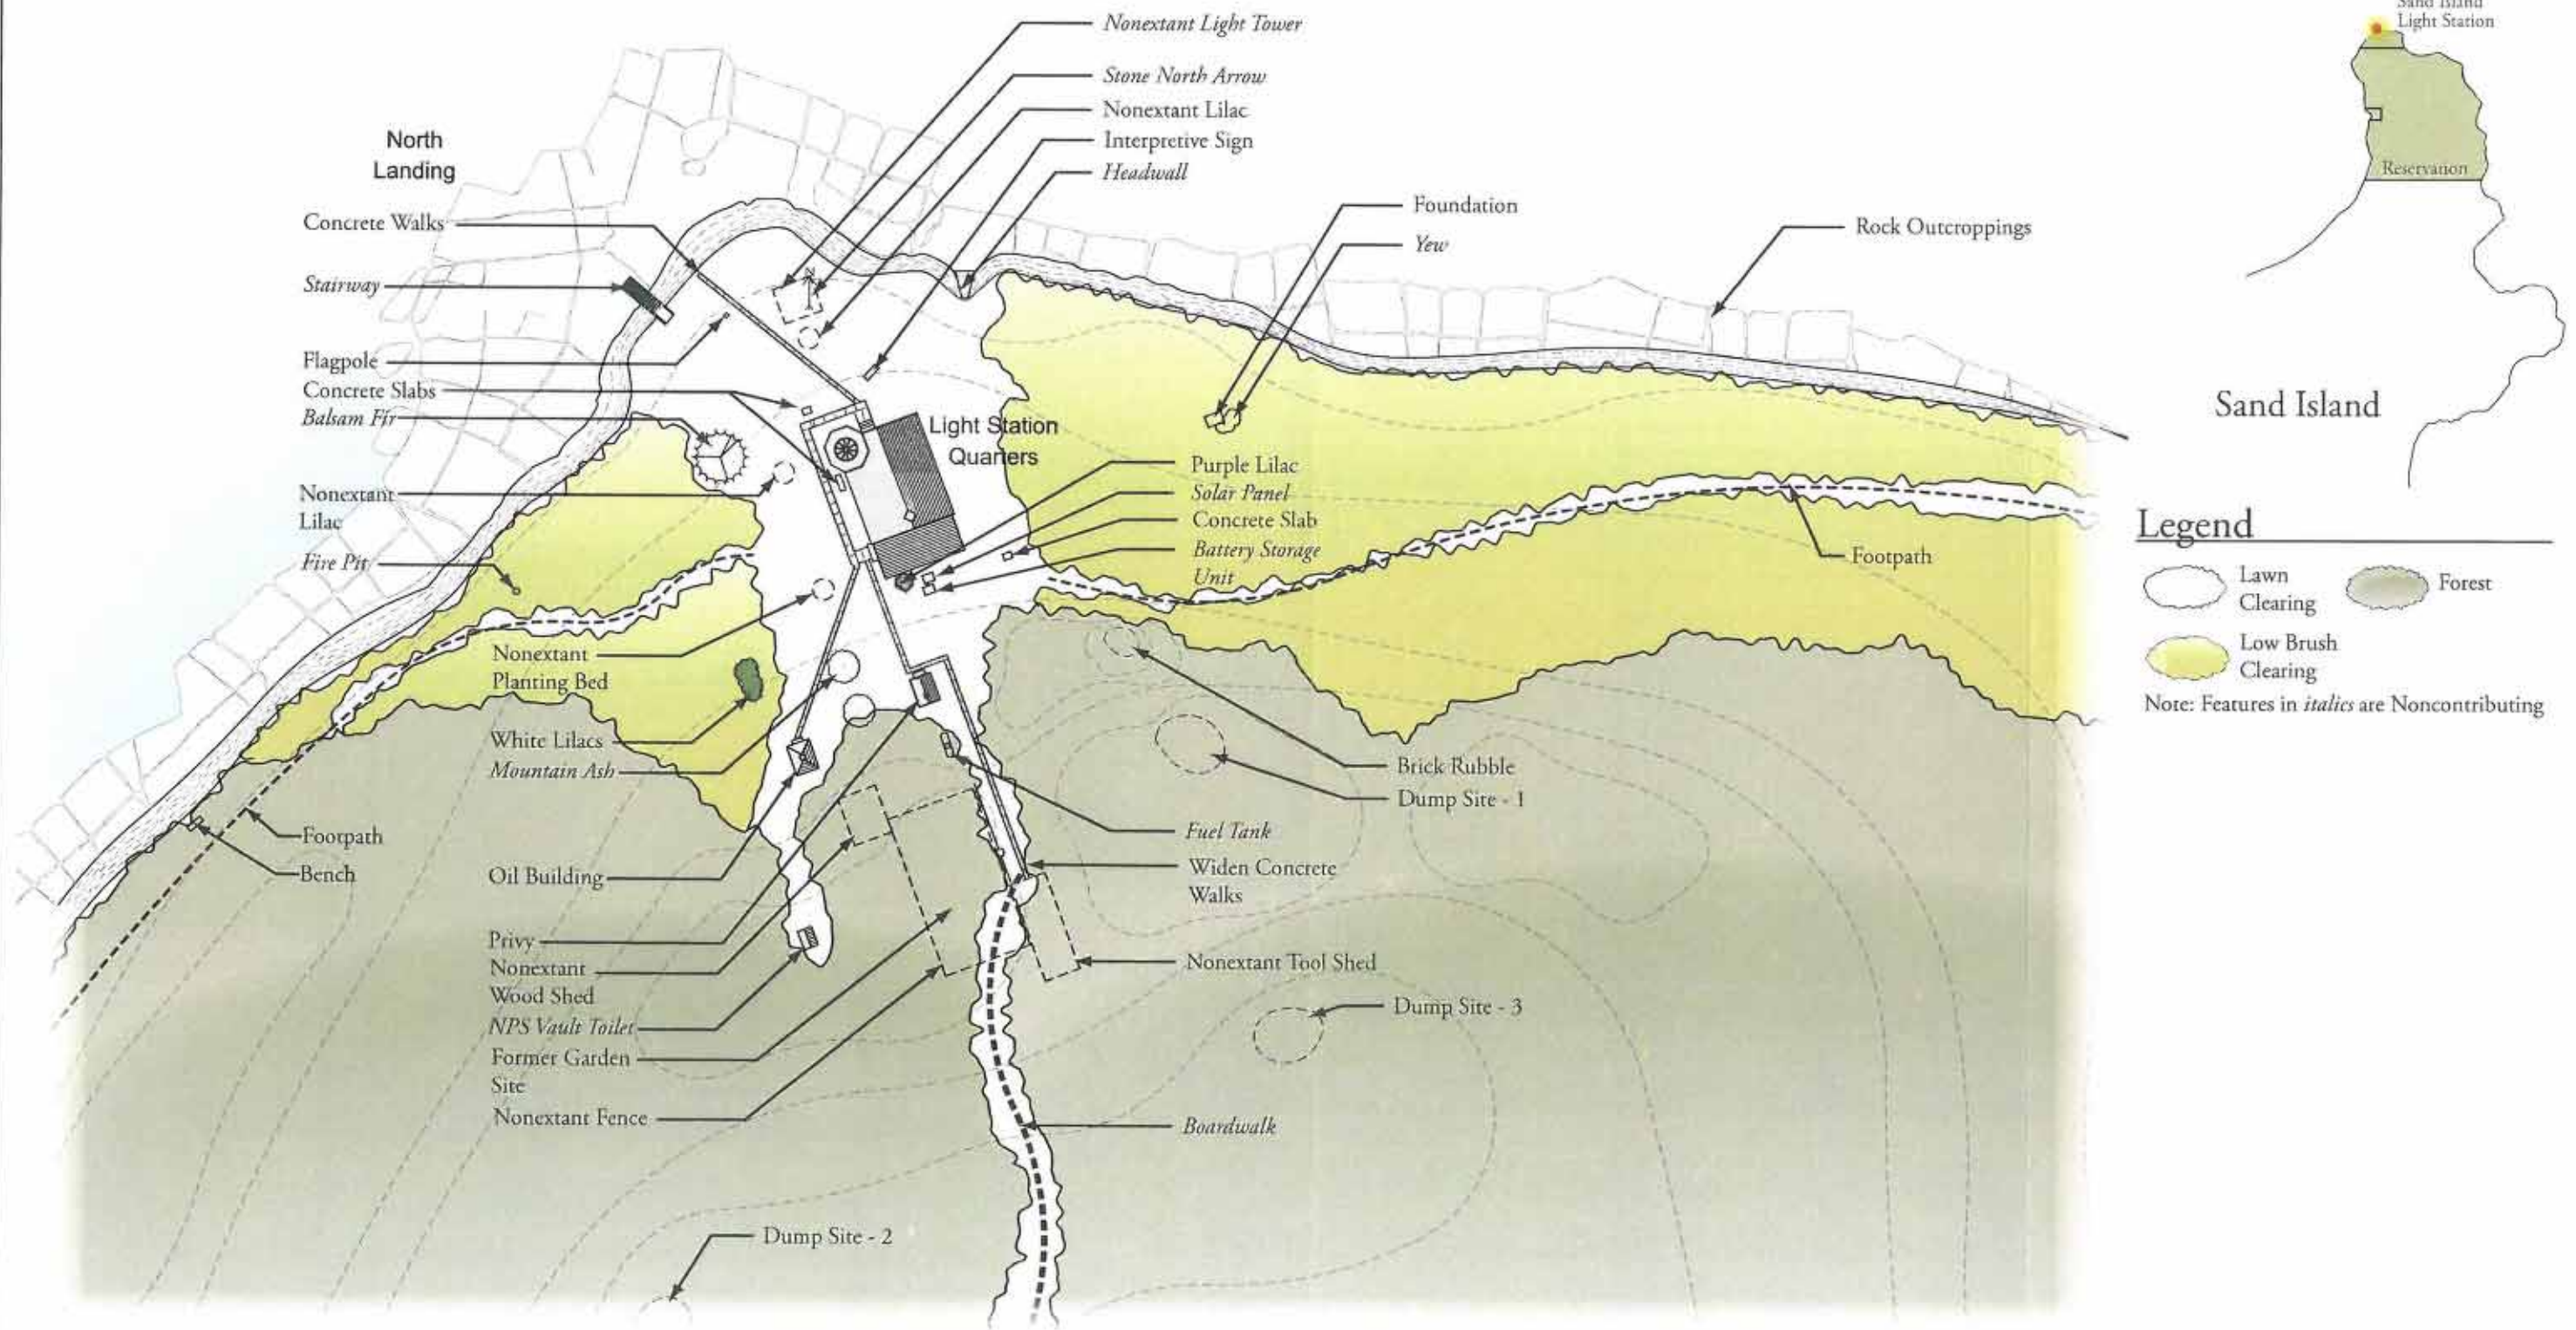 Nonextant Light Tower
Stone North Arrow
Nonextant Lilac
Interpretive Sign
Headwall
North
Landing
Concrete Walks
Stairway
Flagpole
Concrete Slabs
Balsam Fir
Nonextant
Lilac
Fire Pit
N
Light Station
Quarters
Foundation
Yew
Rock Outcroppings
Purple Lilac
Solar Panel
Concrete Slab
Battery Storage
Unit
Footpath
Nonextant
Planting Bed
White Lilacs
Mountain Ash
Footpath
Bench
Oil Building
Privy
Nonextant
Wood Shed
NPS Vault Toilet
Former Garden
Site
Nonextant Fence
Brick Rubble
Dump Site - 1
Fuel Tank
Widen Concrete
Walks
Nonextant Tool Shed
Dump Site - 3
Boardwalk
Dump Site - 2
Sand Island
Light Station
Reservation
Sand Island
Legend
Lawn
Clearing
Forest
Low Brush
Clearing
Note: Features in italics are Noncontributing